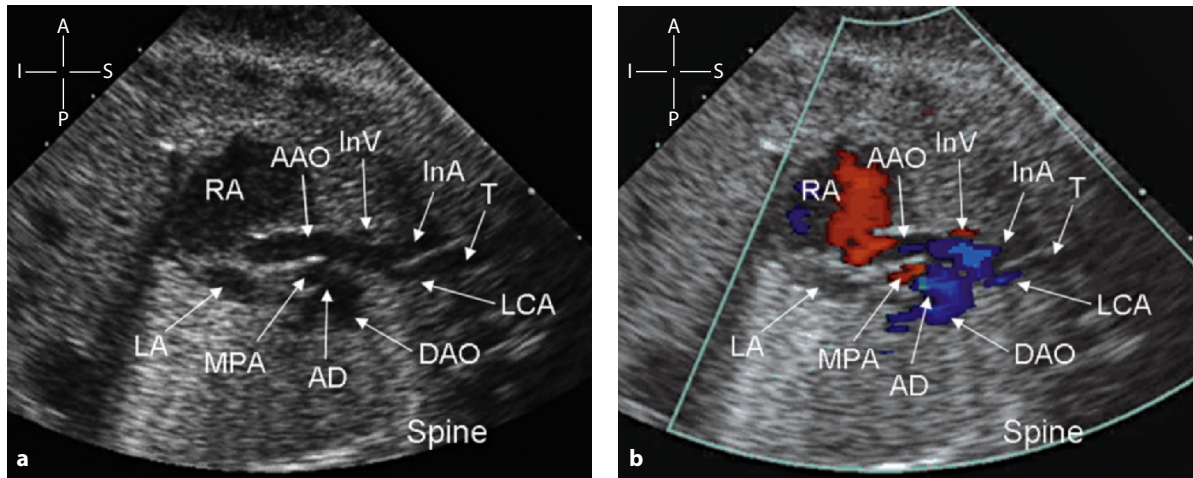 A
I S
P
InV
AAO
InA
T
RA
LCA
LA
MPA
AD
DAO
Spine
a
A
I S
P
InV
AAO
InA
T
RA
LCA
LA
MPA
AD
DAO
Spine
b